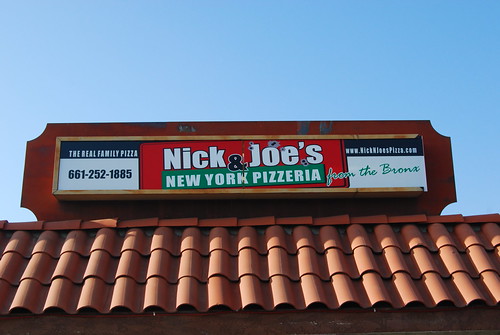 THE REAL FAMILY PIZZA
661-252-1885
Nick & Joe's
NEW YORK PIZZERIA
www.NickNJoesPizza.com
from the Bronx